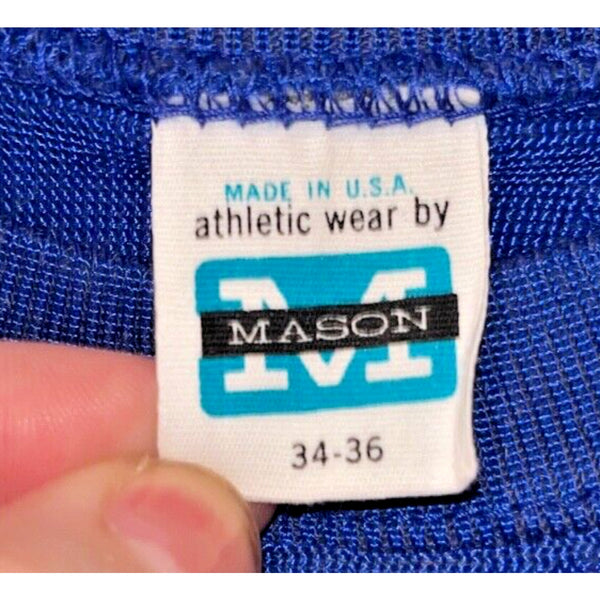 MADE IN U.S.A.
athletic wear by
M
MASON
34-36